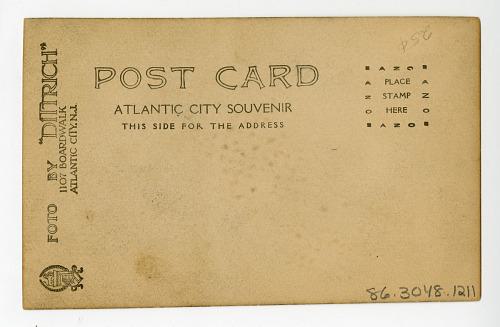 POST CARD
ATLANTIC CITY SOUVENIR
THIS SIDE FOR THE ADDRESS
AZO
PLACE
STAMP
HERE
FOTO BY "DITTRICH"
1107 BOARDWALK
ATLANTIC CITY, N.J.
86.3048.1211